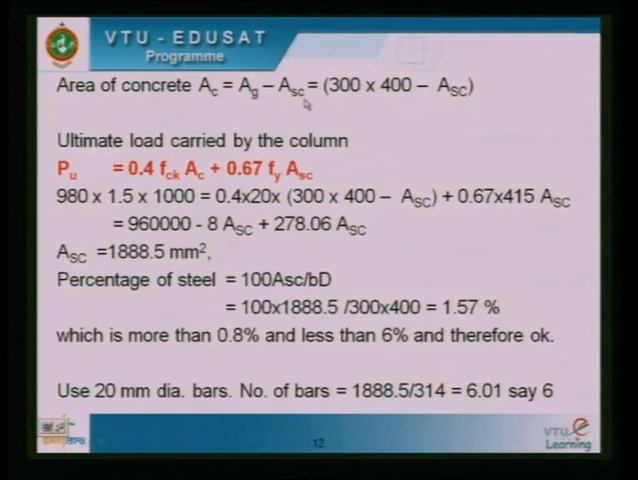 VTU - EDUSAT
Programme
Area of concrete Ac = Ag – Asc = (300 x 400 – ASC)
Ultimate load carried by the column
Pu = 0.4 fck Ac + 0.67 fy Asc
980 x 1.5 x 1000 = 0.4x20x (300 x 400 – ASC) + 0.67x415 ASC
= 960000 - 8 ASC + 278.06 ASC
ASC =1888.5 mm²,
Percentage of steel = 100Asc/bD
= 100x1888.5 /300x400 = 1.57 %
which is more than 0.8% and less than 6% and therefore ok.
Use 20 mm dia. bars. No. of bars = 1888.5/314 = 6.01 say 6
12
VTU e
Learning